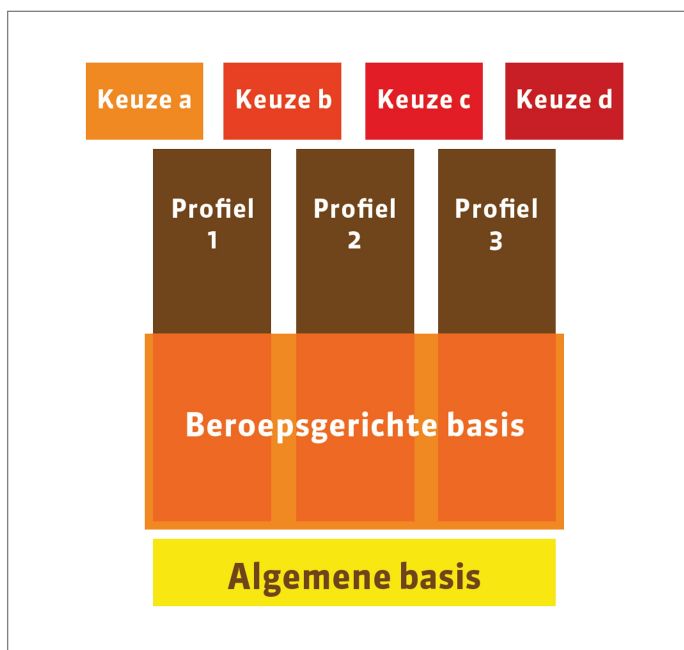 Keuze a Keuze b Keuze c Keuze d
Profiel Profiel Profiel
1 2 3
Beroepsgerichte basis
Algemene basis